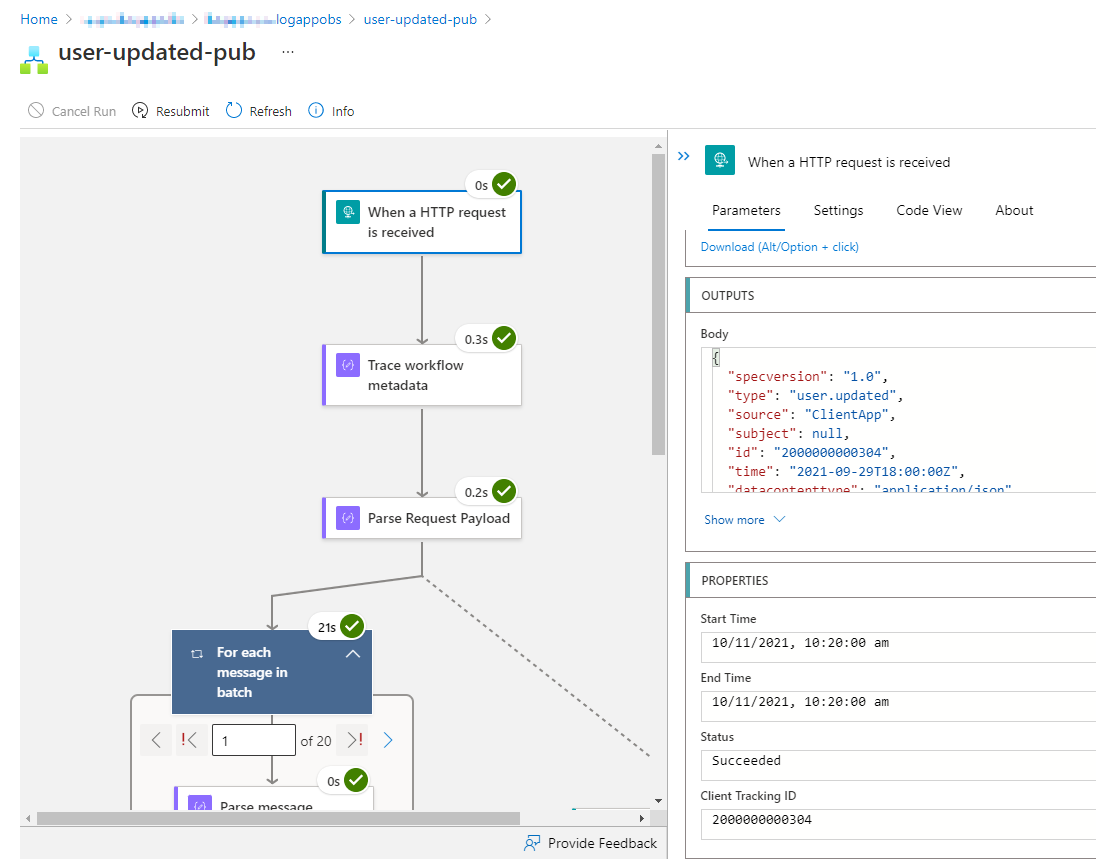 Home > > logappobs > user-updated-pub >
user-updated-pub ...
Cancel Run Resubmit Refresh Info
0s
When a HTTP request
is received
0.3s
Trace workflow
metadata
0.2s
Parse Request Payload
21s
For each
message in
batch
1 of 20
0s
Parse message
Provide Feedback
When a HTTP request is received
Parameters Settings Code View About
Download (Alt/Option + click)
OUTPUTS
Body
{
"specversion": "1.0",
"type": "user.updated",
"source": "ClientApp",
"subject": null,
"id": "2000000000304",
"time": "2021-09-29T18:00:00Z",
"datacontenttype": "application/json"
Show more
PROPERTIES
Start Time
10/11/2021, 10:20:00 am
End Time
10/11/2021, 10:20:00 am
Status
Succeeded
Client Tracking ID
2000000000304